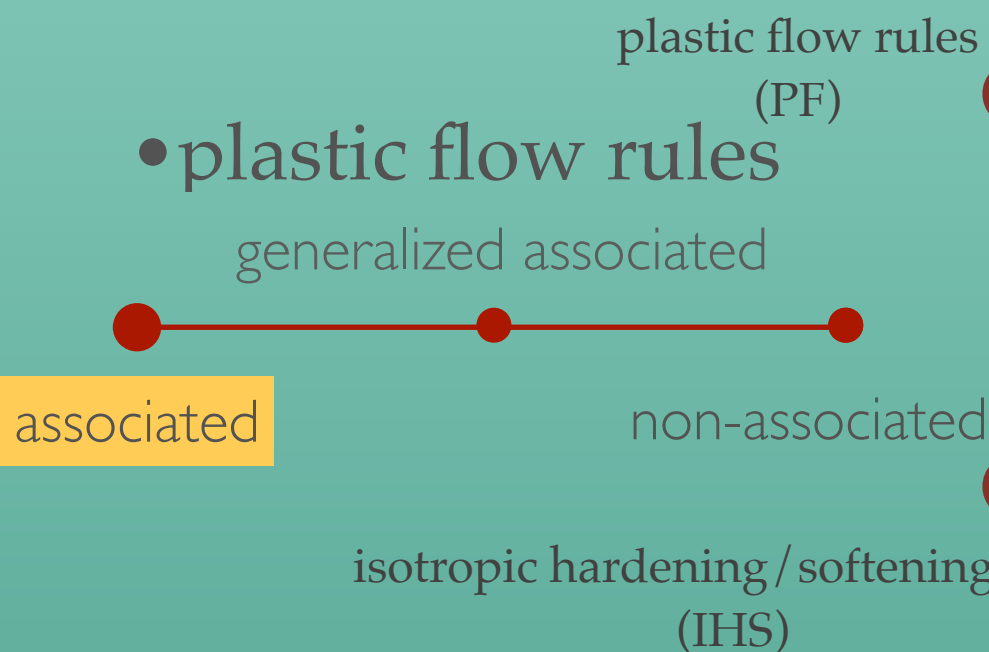 plastic flow rules
(PF)
•plastic flow rules
generalized associated
associated
non-associated
isotropic hardening/softening
(IHS)